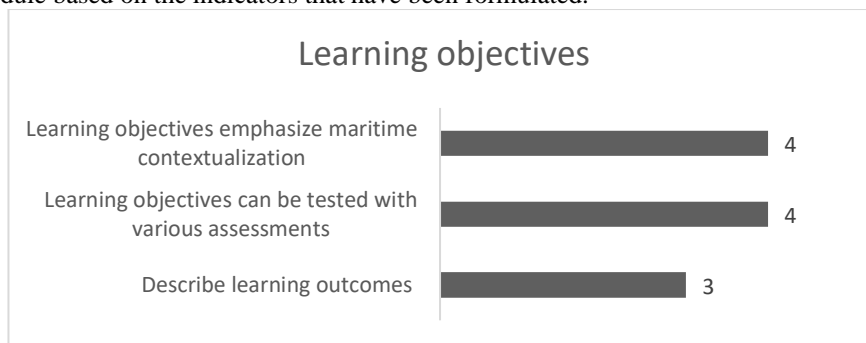 dule based on the indicators that have been formulated.
Learning objectives
Learning objectives emphasize maritime
contextualization
4
Learning objectives can be tested with
various assessments
4
Describe learning outcomes
3